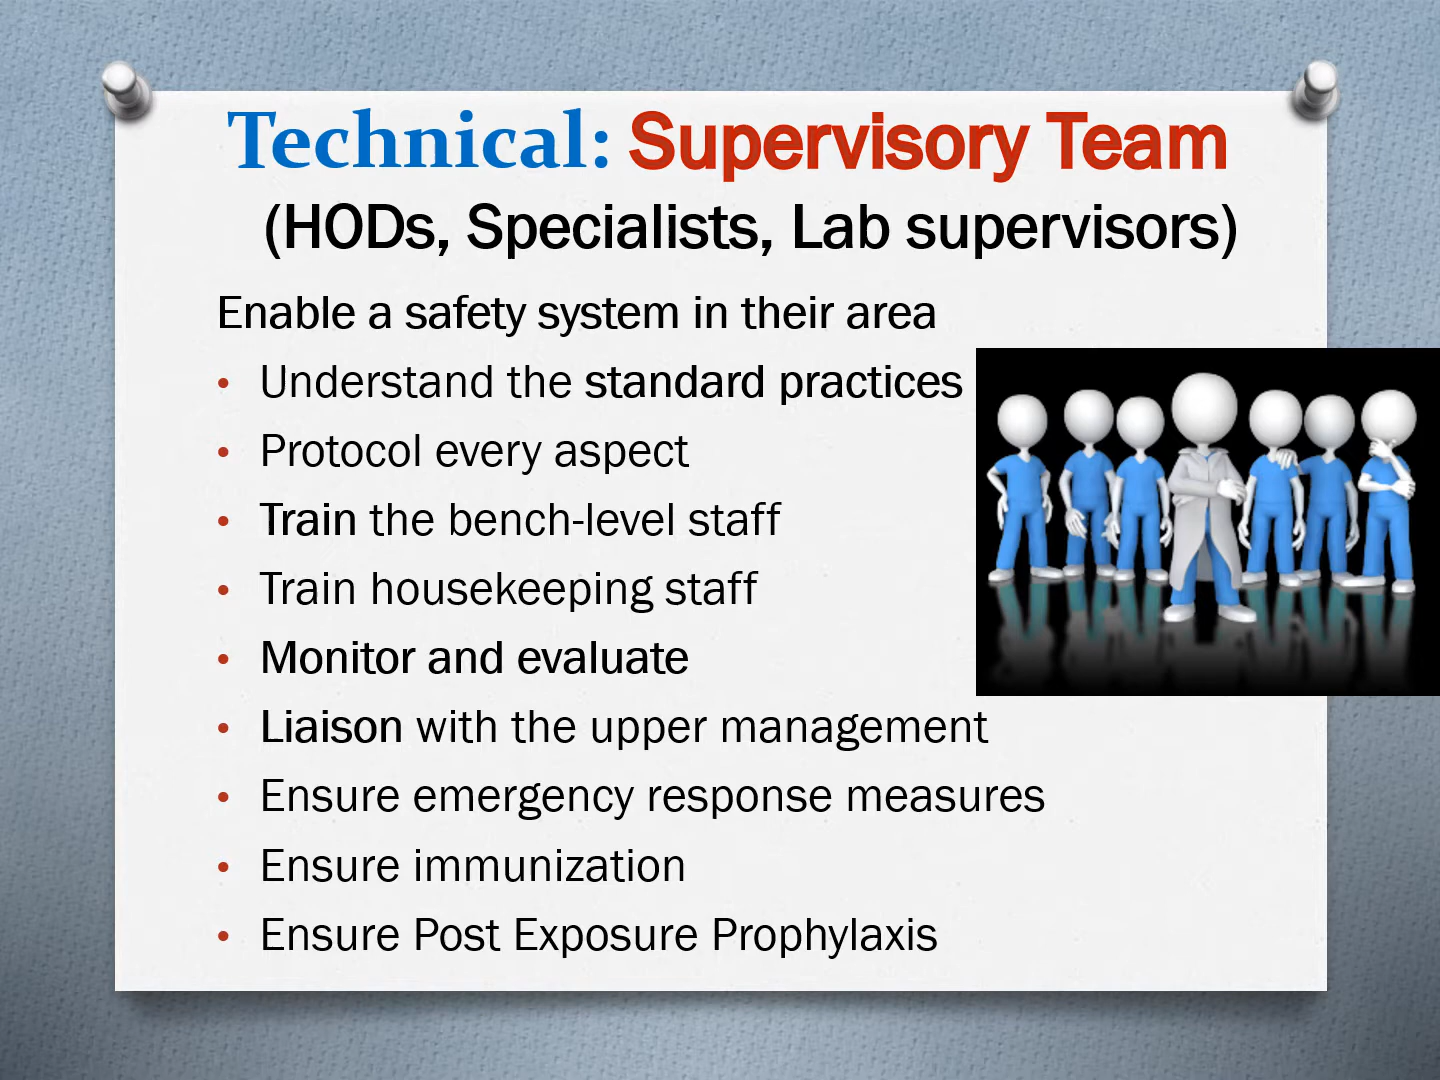 Technical: Supervisory Team
(HODs, Specialists, Lab supervisors)
Enable a safety system in their area
• Understand the standard practices
• Protocol every aspect
• Train the bench-level staff
• Train housekeeping staff
• Monitor and evaluate
• Liaison with the upper management
• Ensure emergency response measures
• Ensure immunization
• Ensure Post Exposure Prophylaxis